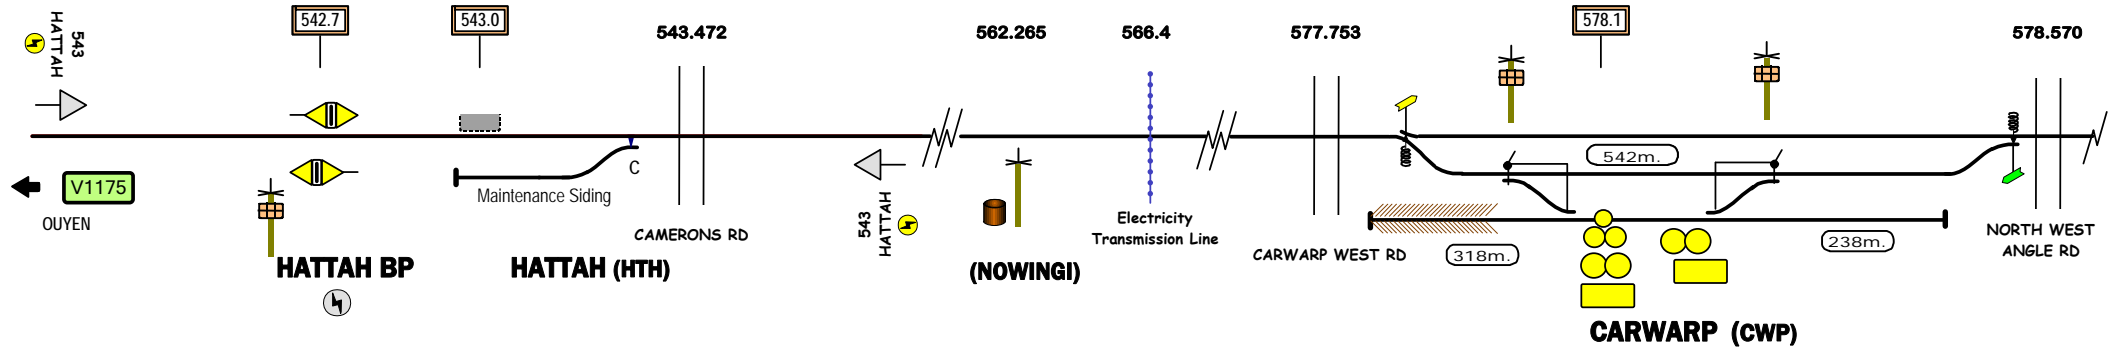 543
HATTAH
542.7
543.0
543.472
562.265
566.4
577.753
578.1
578.570
V1175
OUYEN
C
Maintenance Siding
CAMERONS RD
543
HATTAH
Electricity
Transmission Line
CARWARP WEST RD
542m.
318m.
238m.
NORTH WEST
ANGLE RD
HATTAH BP
HATTAH (HTH)
(NOWINGI)
CARWARP (CWP)